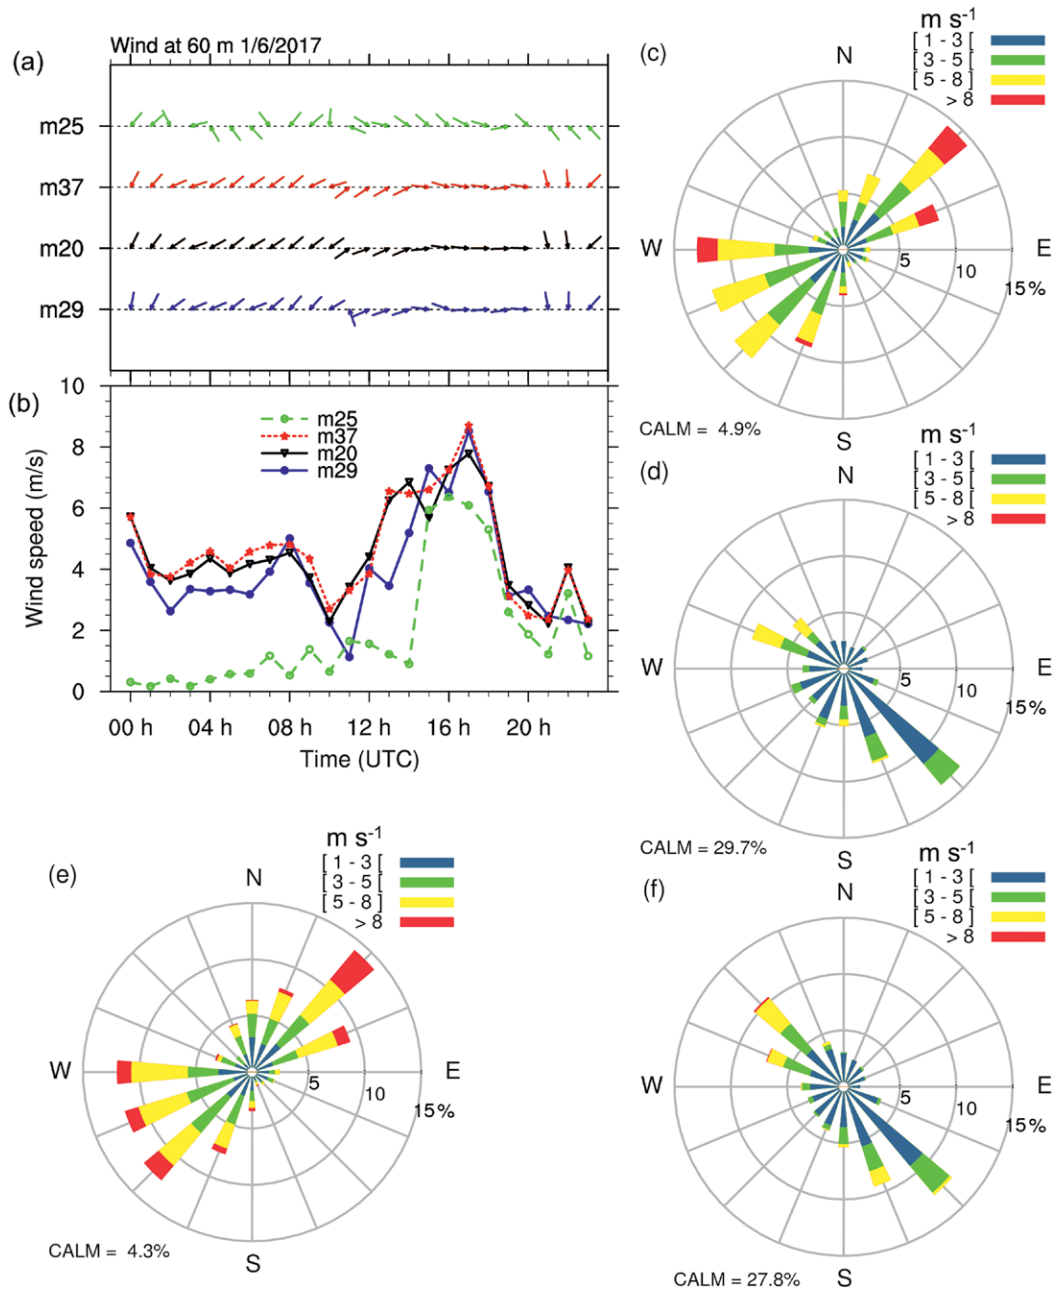 Wind at 60 m 1/6/2017
(a)
m25
m37
m20
m29
(b)
10
8
6
4
2
0
Wind speed (m/s)
m25
m37
m20
m29
00 h 04 h 08 h 12 h 16 h 20 h
Time (UTC)
(c)
m s-1
[ 1 - 3 [
[ 3 - 5 [
[ 5 - 8 ]
> 8
N
W
E
S
5
10
15%
CALM = 4.9%
(d)
m s-1
[ 1 - 3 [
[ 3 - 5 [
[ 5 - 8 ]
> 8
N
W
E
S
5
10
15%
CALM = 29.7%
(e)
m s-1
[ 1 - 3 [
[ 3 - 5 [
[ 5 - 8 ]
> 8
N
W
E
S
5
10
15%
CALM = 4.3%
(f)
m s-1
[ 1 - 3 [
[ 3 - 5 [
[ 5 - 8 ]
> 8
N
W
E
S
5
10
15%
CALM = 27.8%